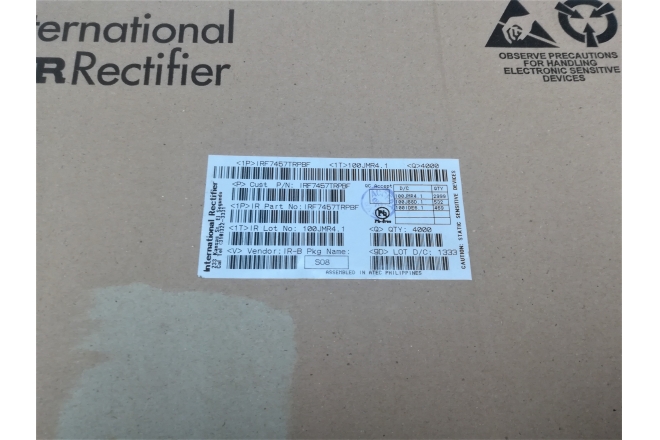 ternational
Rectifier
OBSERVE PRECAUTIONS
FOR HANDLING
ELECTRONIC SENSITIVE
DEVICES
<1P>IRF7457TRPBF <1T>100JMR4.1 <Q>4000
<P> Cust P/N: IRF7457TRPBF
<1P>IR Part No:IRF7457TRPBF
<1T>IR Lot No: 100JMR4.1
<V> Vendor:IR-B Pkg Name:
SO8
D/C QTY
<Q> QTY: 4000
<9D> LOT D/C: 1333
ASSEMBLED IN ATEC PHILIPPINES
International Rectifier
CAUTION: STATIC SENSITIVE DEVICES